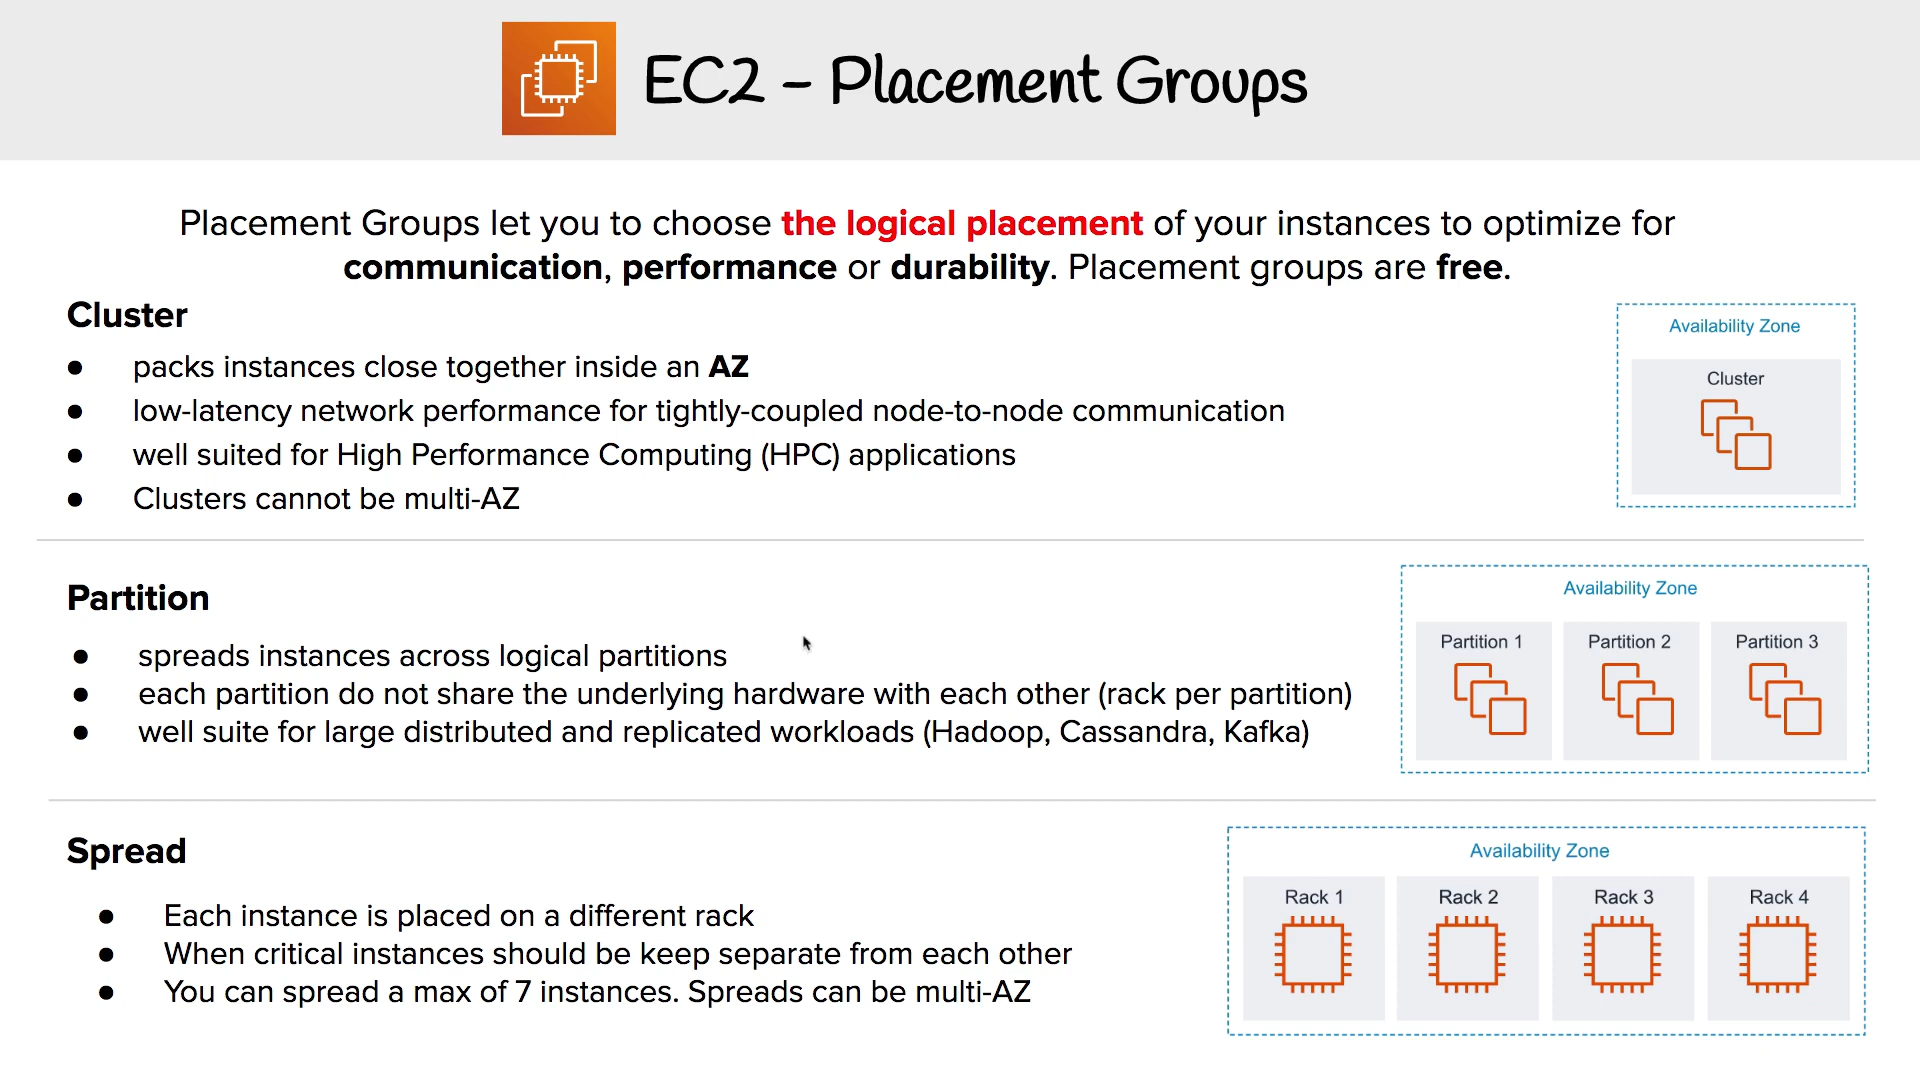 EC2 – Placement Groups
Placement Groups let you to choose the logical placement of your instances to optimize for
communication, performance or durability. Placement groups are free.
Cluster
● packs instances close together inside an AZ
● low-latency network performance for tightly-coupled node-to-node communication
● well suited for High Performance Computing (HPC) applications
● Clusters cannot be multi-AZ
Availability Zone
Cluster
Partition
● spreads instances across logical partitions
● each partition do not share the underlying hardware with each other (rack per partition)
● well suite for large distributed and replicated workloads (Hadoop, Cassandra, Kafka)
Availability Zone
Partition 1 Partition 2 Partition 3
Spread
● Each instance is placed on a different rack
● When critical instances should be keep separate from each other
● You can spread a max of 7 instances. Spreads can be multi-AZ
Availability Zone
Rack 1 Rack 2 Rack 3 Rack 4